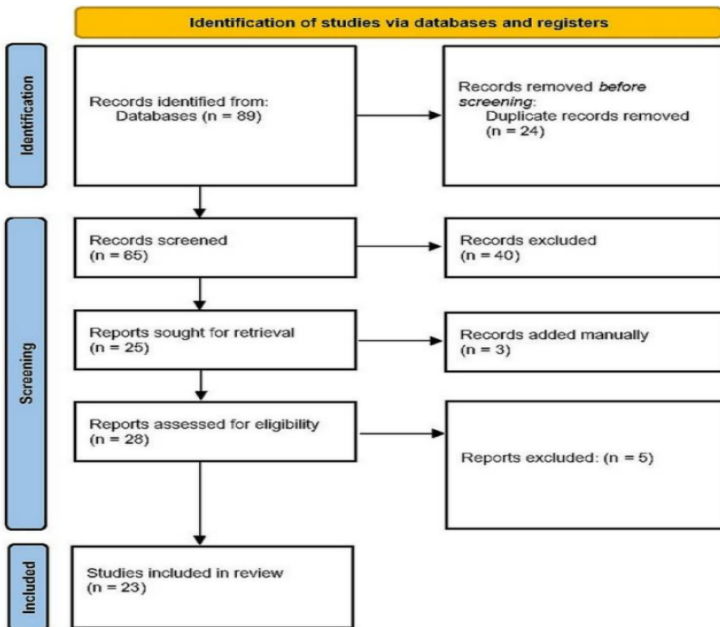 Identification of studies via databases and registers
Identification
Records identified from:
Databases (n = 89)
Records removed before
screening:
Duplicate records removed
(n = 24)
Screening
Records screened
(n = 65)
Records excluded
(n = 40)
Reports sought for retrieval
(n = 25)
Records added manually
(n = 3)
Reports assessed for eligibility
(n = 28)
Reports excluded: (n = 5)
Included
Studies included in review
(n = 23)